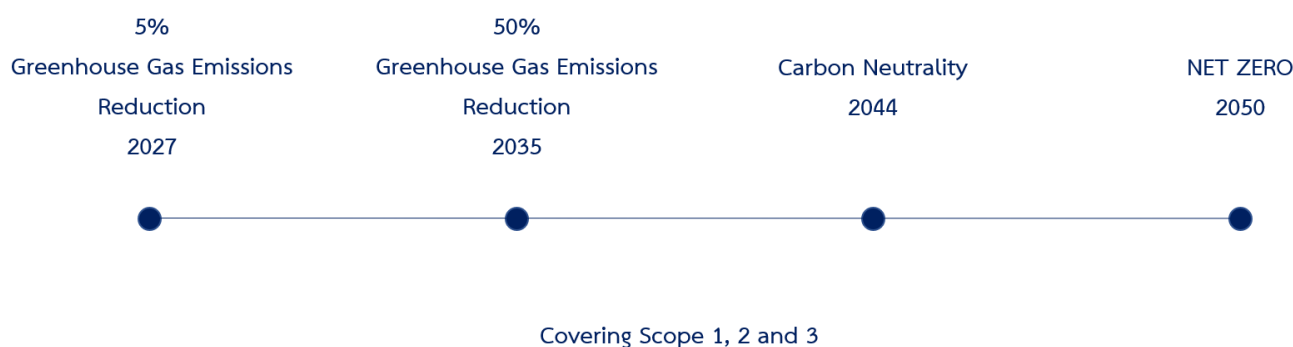 5%
Greenhouse Gas Emissions
Reduction
2027
50%
Greenhouse Gas Emissions
Reduction
2035
Carbon Neutrality
2044
NET ZERO
2050
Covering Scope 1, 2 and 3